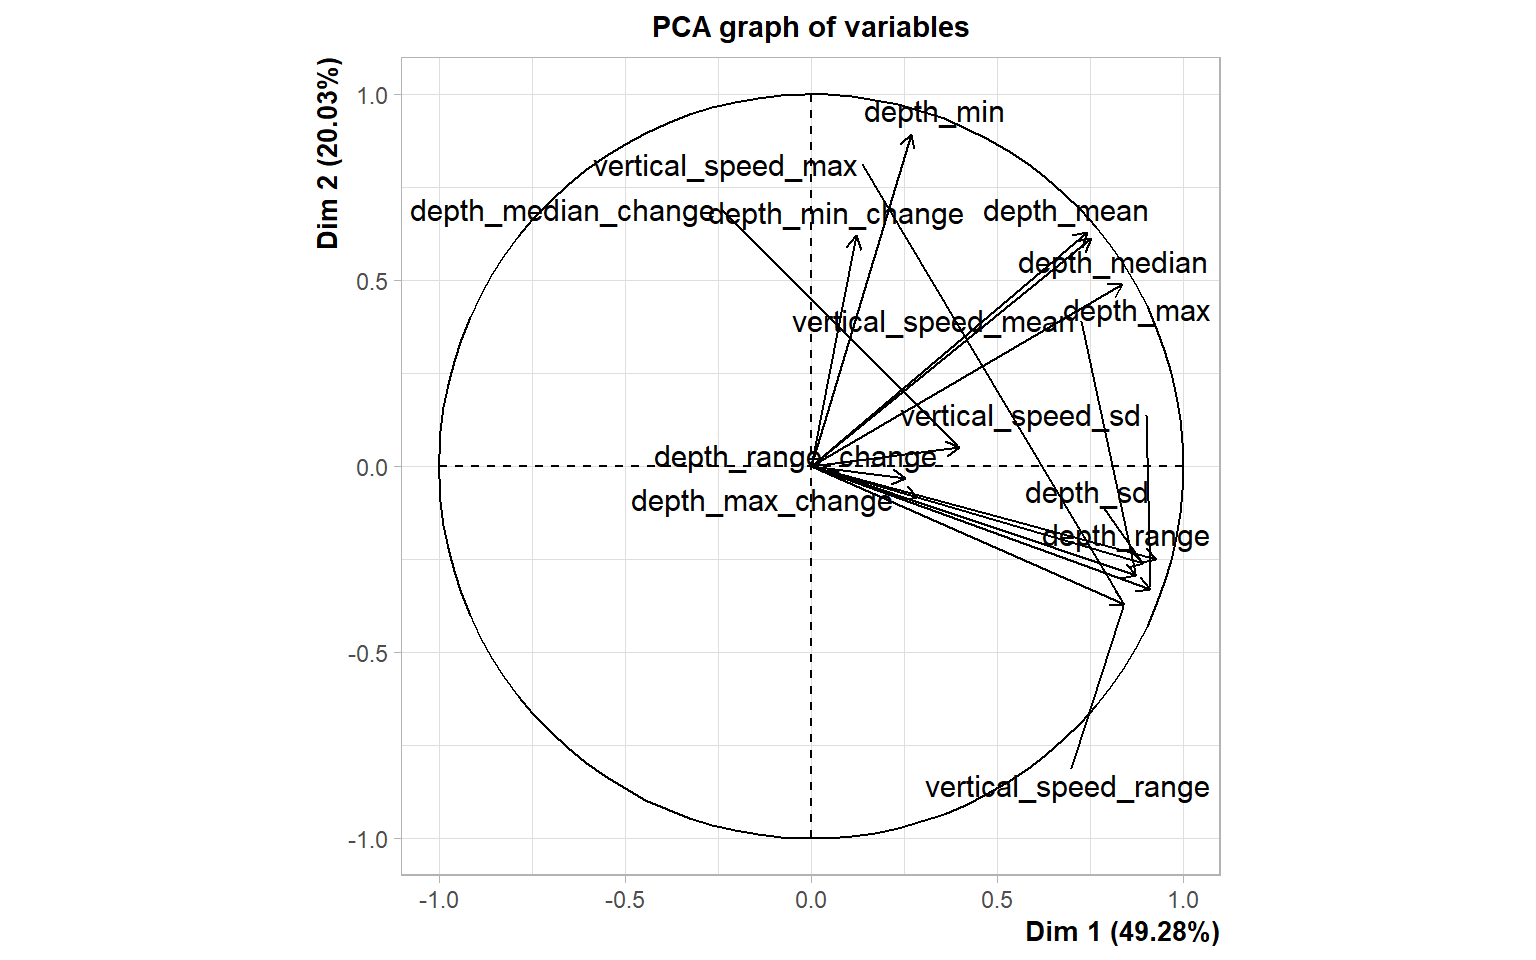 PCA graph of variables
Dim 2 (20.03%)
1.0
0.5
0.0
-0.5
-1.0
depth_min
vertical_speed_max
depth_median_change
depth_min_change
depth_mean
depth_median
depth_max
vertical_speed_mean
vertical_speed_sd
depth_range_change
depth_sd
depth_max_change
depth_range
vertical_speed_range
-1.0 -0.5 0.0 0.5 1.0
Dim 1 (49.28%)